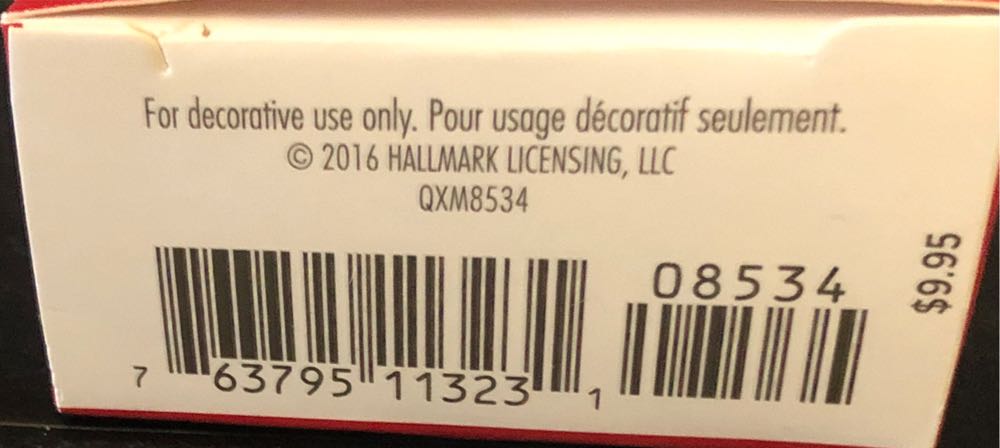 For decorative use only. Pour usage décoratif seulement.
© 2016 HALLMARK LICENSING, LLC
QXM8534
08534
$9.95
7 63795 11323 1